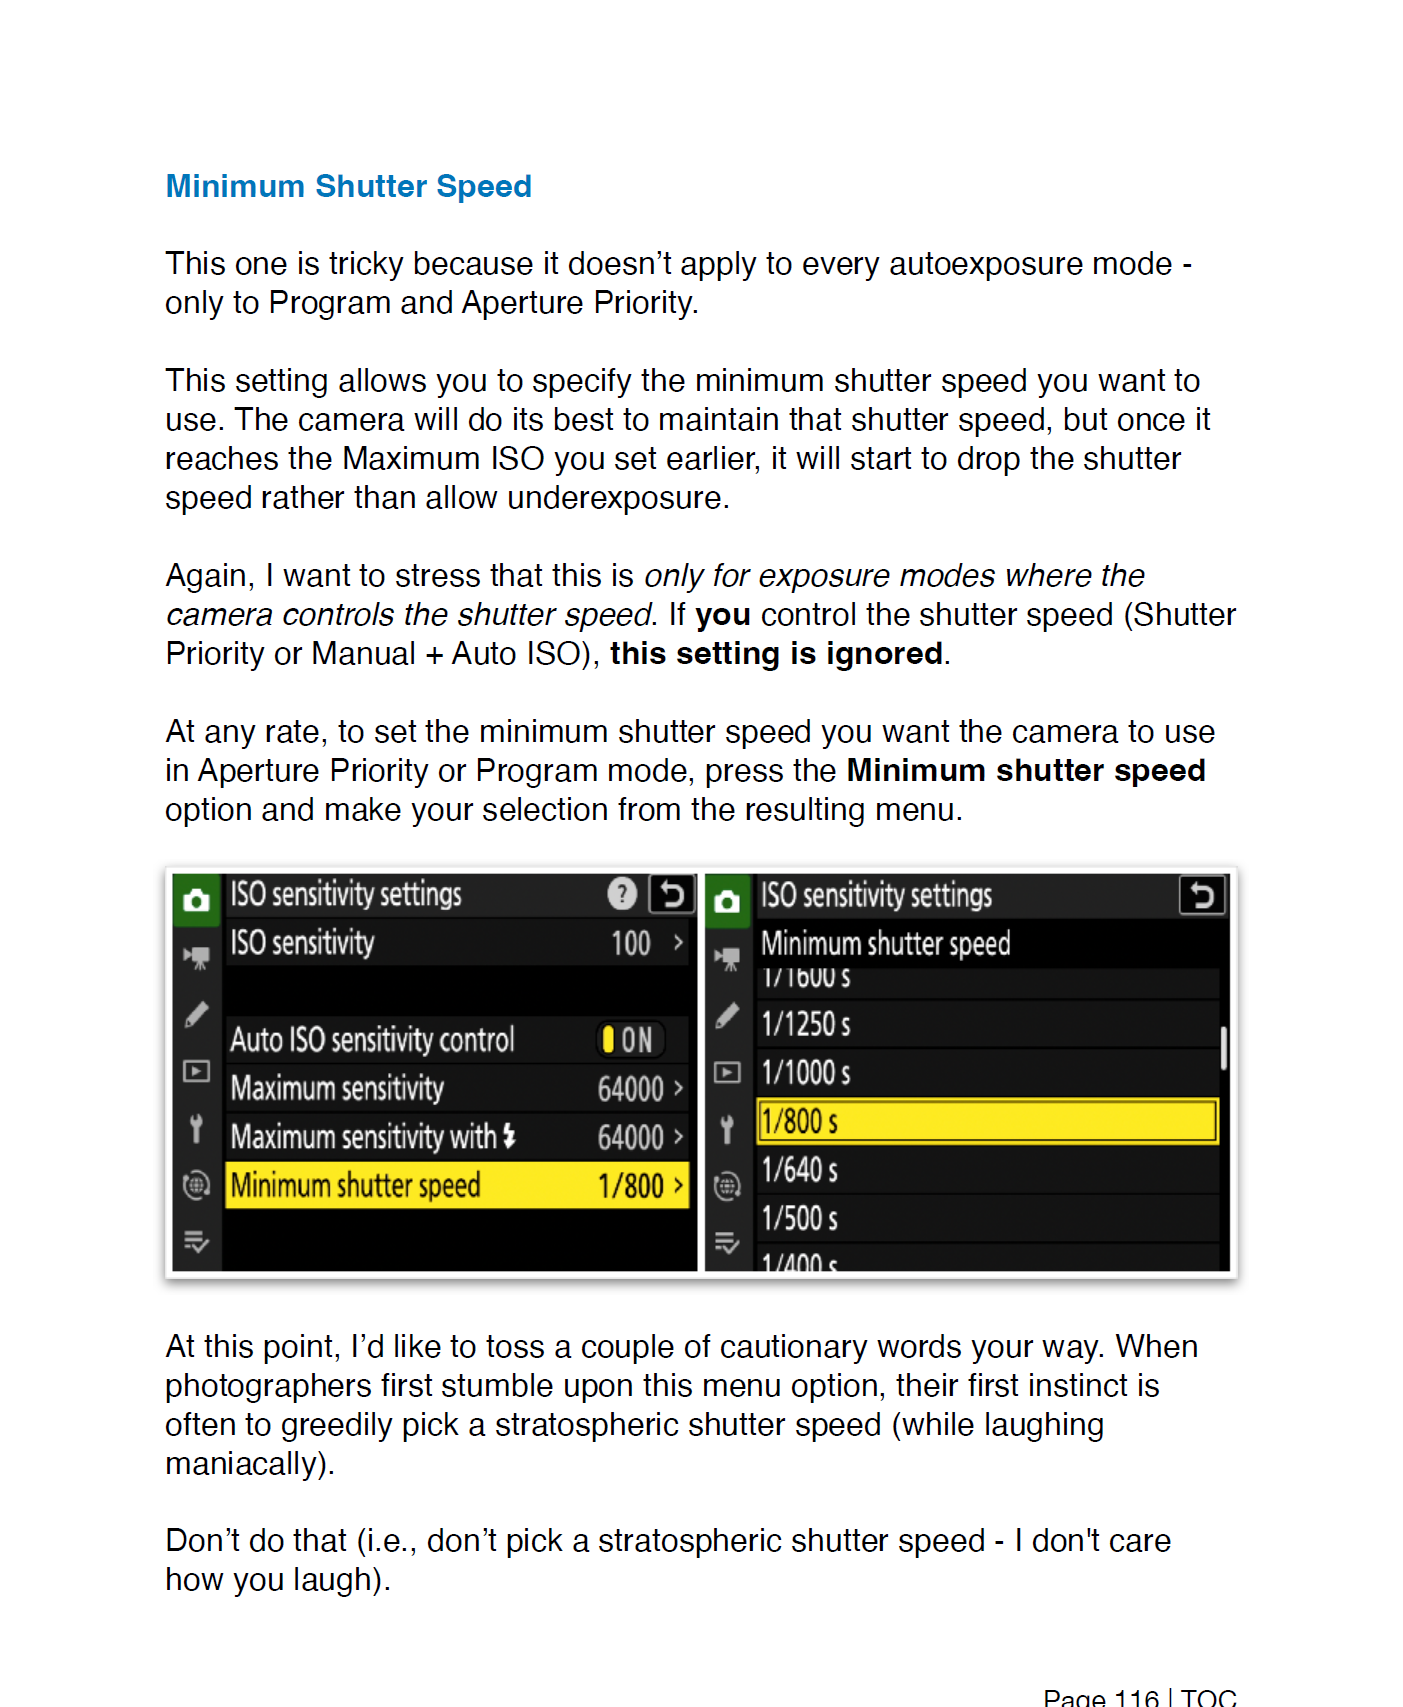 Minimum Shutter Speed
This one is tricky because it doesn’t apply to every autoexposure mode -
only to Program and Aperture Priority.
This setting allows you to specify the minimum shutter speed you want to
use. The camera will do its best to maintain that shutter speed, but once it
reaches the Maximum ISO you set earlier, it will start to drop the shutter
speed rather than allow underexposure.
Again, I want to stress that this is only for exposure modes where the
camera controls the shutter speed. If you control the shutter speed (Shutter
Priority or Manual + Auto ISO), this setting is ignored.
At any rate, to set the minimum shutter speed you want the camera to use
in Aperture Priority or Program mode, press the Minimum shutter speed
option and make your selection from the resulting menu.
ISO sensitivity settings ?
ISO sensitivity 100 >
Auto ISO sensitivity control ON
Maximum sensitivity 64000 >
Maximum sensitivity with 64000 >
Minimum shutter speed 1/800 >
ISO sensitivity settings
Minimum shutter speed
1/1600 s
1/1250 s
1/1000 s
1/800 s
1/640 s
1/500 s
1/400 s
At this point, I’d like to toss a couple of cautionary words your way. When
photographers first stumble upon this menu option, their first instinct is
often to greedily pick a stratospheric shutter speed (while laughing
maniacally).
Don’t do that (i.e., don’t pick a stratospheric shutter speed - I don't care
how you laugh).
Page 116 | TOC